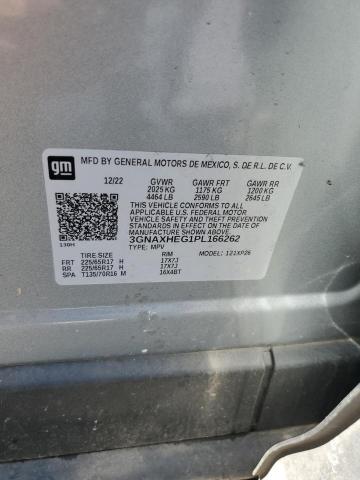 gm
MFD BY GENERAL MOTORS DE MEXICO, S. DE R.L. DE C.V.
12/22 GVWR GAWR FRT GAWR RR
2025 KG 1175 KG 1200 KG
4464 LB 2590 LB 2645 LB
THIS VEHICLE CONFORMS TO ALL
APPLICABLE U.S. FEDERAL MOTOR
VEHICLE SAFETY AND THEFT PREVENTION
STANDARDS IN EFFECT ON THE DATE OF
MANUFACTURE SHOWN ABOVE.
3GNAXHEG1PL166262
130H TYPE: MPV MODEL: 121XP26
TIRE SIZE RIM
FRT 225/65R17 H 17X7J
RR 225/65R17 H 17X7J
SPA T135/70R16 M 16X4BT